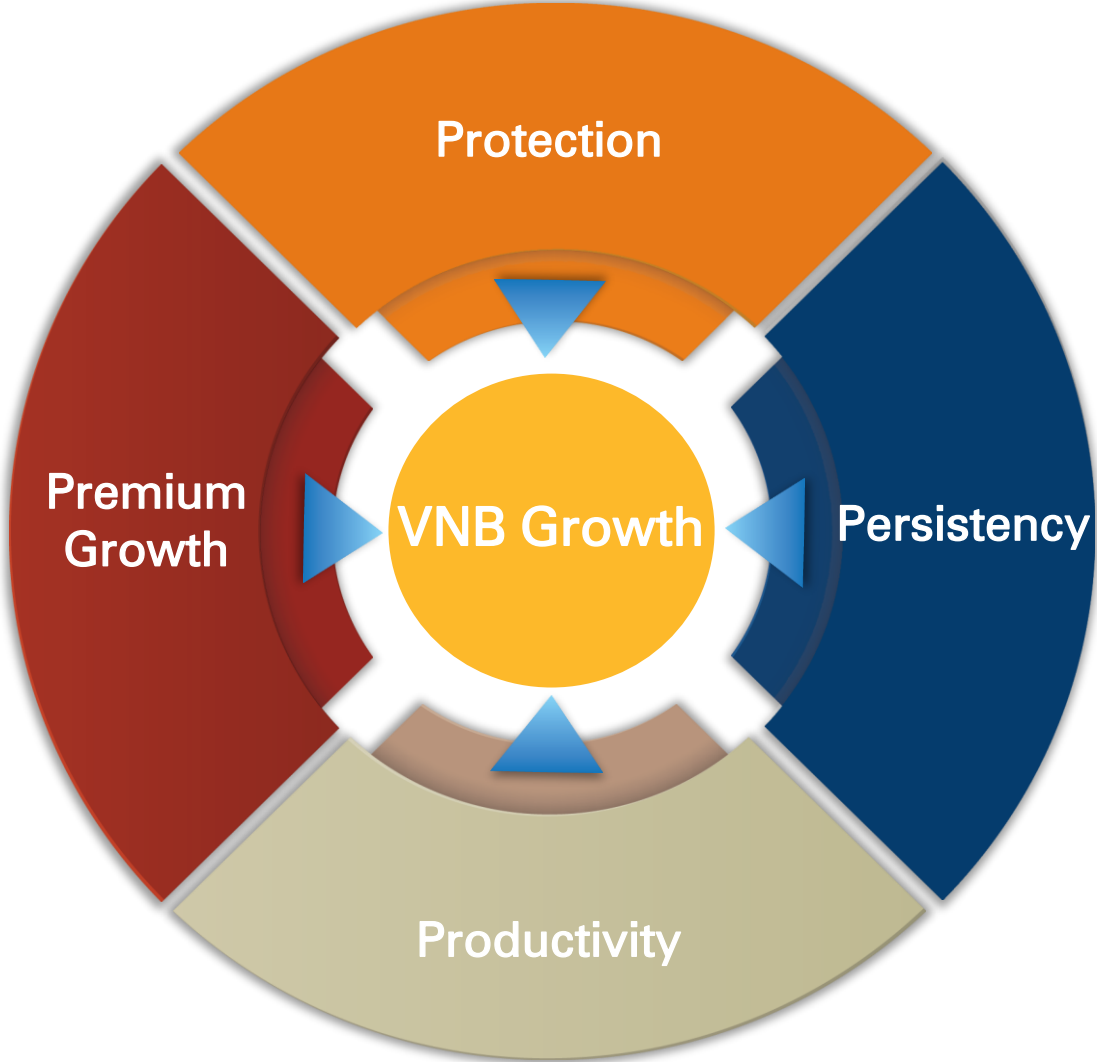 Protection
Premium
Growth
VNB Growth
Persistency
Productivity